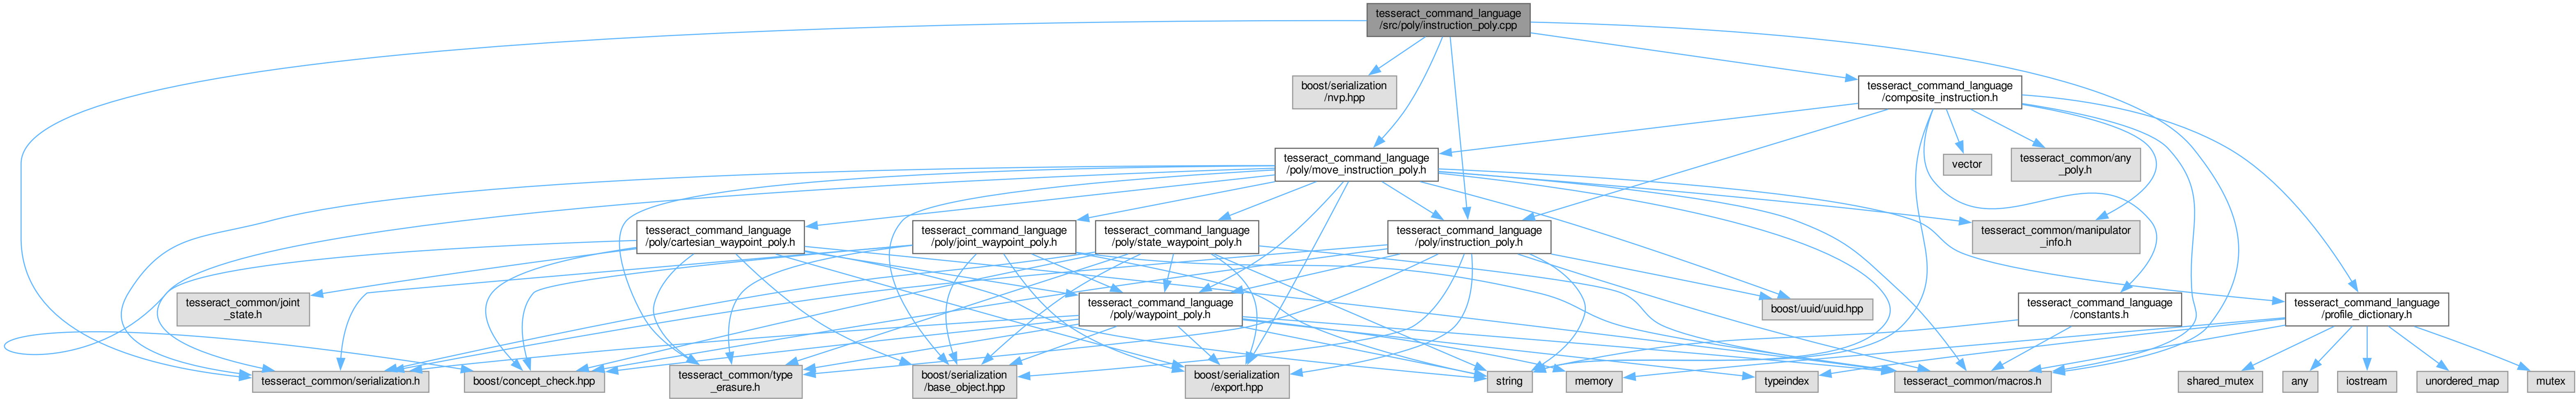 tesseract_command_language
/src/poly/instruction_poly.cpp
boost/serialization
/nvp.hpp
tesseract_command_language
/composite_instruction.h
tesseract_command_language
/poly/move_instruction_poly.h
vector
tesseract_common/any
_poly.h
tesseract_command_language
/poly/cartesian_waypoint_poly.h
tesseract_command_language
/poly/joint_waypoint_poly.h
tesseract_command_language
/poly/state_waypoint_poly.h
tesseract_command_language
/poly/instruction_poly.h
tesseract_common/manipulator
_info.h
tesseract_common/joint
_state.h
tesseract_command_language
/poly/waypoint_poly.h
boost/uuid/uuid.hpp
tesseract_command_language
/constants.h
tesseract_command_language
/profile_dictionary.h
tesseract_common/serialization.h
boost/concept_check.hpp
tesseract_common/type
_erasure.h
boost/serialization
/base_object.hpp
boost/serialization
/export.hpp
string
memory
typeindex
tesseract_common/macros.h
shared_mutex
any
iostream
unordered_map
mutex